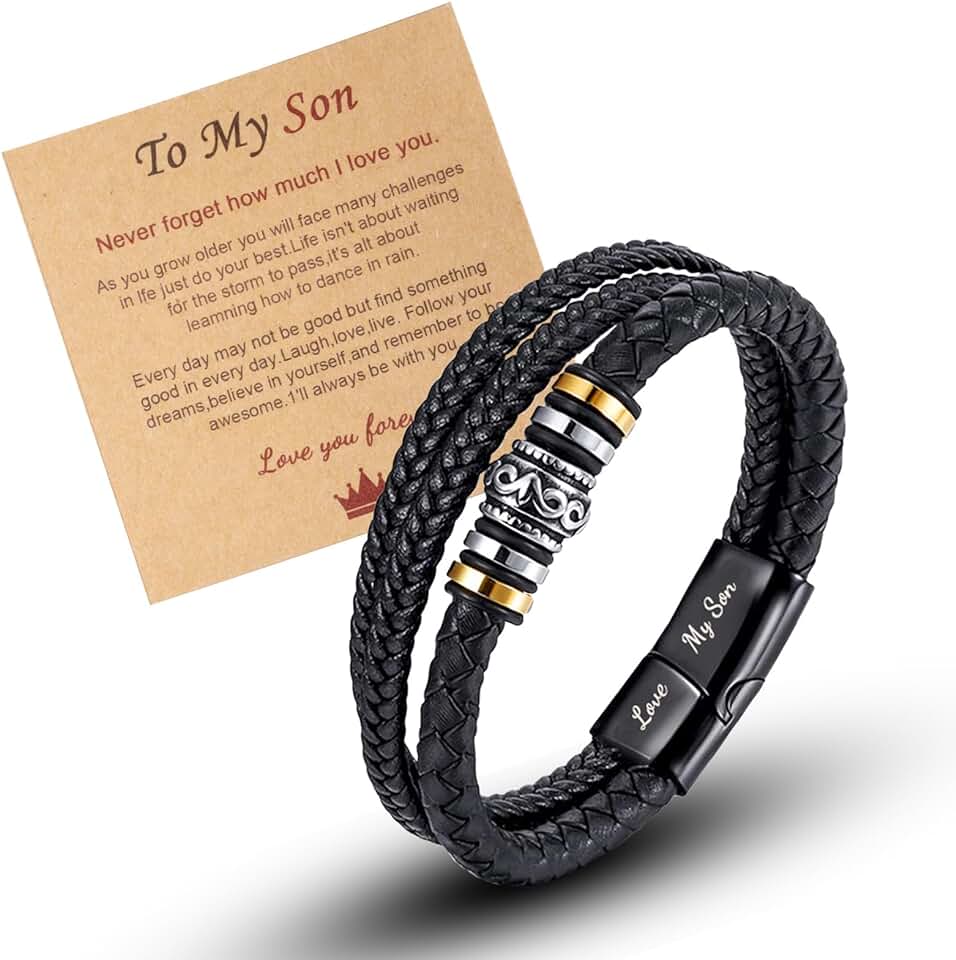 To My Son
Never forget how much I love you.
As you grow older you will face many challenges
in lfe just do your best.Life isn't about waiting
for the storm to pass,it's alt about
learnning how to dance in rain.
Every day may not be good but find something
good in every day.Laugh,love,live. Follow your
dreams,believe in yourself,and remember to
awesome.1'll always be with you
Love you
My Son
Love